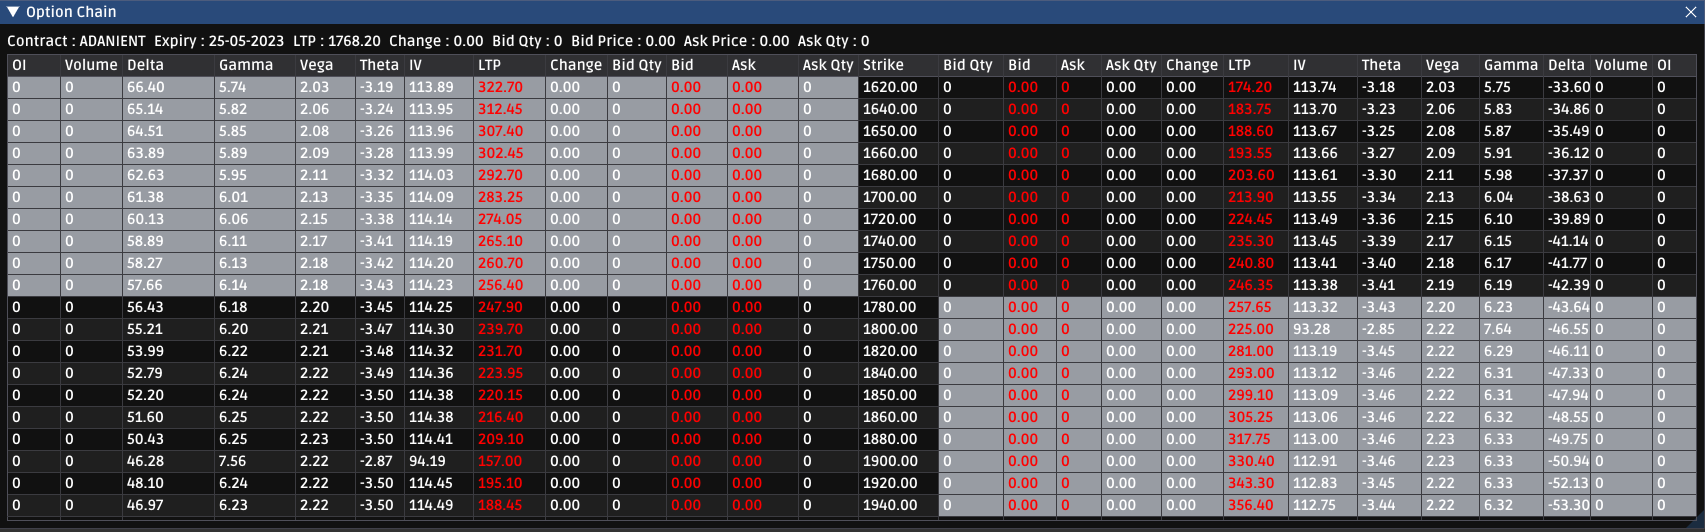 Option Chain
Contract : ADANIENT Expiry : 25-05-2023 LTP : 1768.20 Change : 0.00 Bid Qty : 0 Bid Price : 0.00 Ask Price : 0.00 Ask Qty : 0
OI Volume Delta Gamma Vega Theta IV LTP Change Bid Qty Bid Ask Ask Qty Strike Bid Qty Bid Ask Ask Qty Change LTP IV Theta Vega Gamma Delta Volume OI
0 0 66.40 5.74 2.03 -3.19 113.89 322.70 0.00 0 0.00 0.00 0 1620.00 0 0.00 0 0.00 0.00 174.20 113.74 -3.18 2.03 5.75 -33.60 0 0
0 0 65.14 5.82 2.06 -3.24 113.95 312.45 0.00 0 0.00 0.00 0 1640.00 0 0.00 0 0.00 0.00 183.75 113.70 -3.23 2.06 5.83 -34.86 0 0
0 0 64.51 5.85 2.08 -3.26 113.96 307.40 0.00 0 0.00 0.00 0 1650.00 0 0.00 0 0.00 0.00 188.60 113.67 -3.25 2.08 5.87 -35.49 0 0
0 0 63.89 5.89 2.09 -3.28 113.99 302.45 0.00 0 0.00 0.00 0 1660.00 0 0.00 0 0.00 0.00 193.55 113.66 -3.27 2.09 5.91 -36.12 0 0
0 0 62.63 5.95 2.11 -3.32 114.03 292.70 0.00 0 0.00 0.00 0 1680.00 0 0.00 0 0.00 0.00 203.60 113.61 -3.30 2.11 5.98 -37.37 0 0
0 0 61.38 6.01 2.13 -3.35 114.09 283.25 0.00 0 0.00 0.00 0 1700.00 0 0.00 0 0.00 0.00 213.90 113.55 -3.34 2.13 6.04 -38.63 0 0
0 0 60.13 6.06 2.15 -3.38 114.14 274.05 0.00 0 0.00 0.00 0 1720.00 0 0.00 0 0.00 0.00 224.45 113.49 -3.36 2.15 6.10 -39.89 0 0
0 0 58.89 6.11 2.17 -3.41 114.19 265.10 0.00 0 0.00 0.00 0 1740.00 0 0.00 0 0.00 0.00 235.30 113.45 -3.39 2.17 6.15 -41.14 0 0
0 0 58.27 6.13 2.18 -3.42 114.20 260.70 0.00 0 0.00 0.00 0 1750.00 0 0.00 0 0.00 0.00 240.80 113.41 -3.40 2.18 6.17 -41.77 0 0
0 0 57.66 6.14 2.18 -3.43 114.23 256.40 0.00 0 0.00 0.00 0 1760.00 0 0.00 0 0.00 0.00 246.35 113.38 -3.41 2.19 6.19 -42.39 0 0
0 0 56.43 6.18 2.20 -3.45 114.25 247.90 0.00 0 0.00 0.00 0 1780.00 0 0.00 0 0.00 0.00 257.65 113.32 -3.43 2.20 6.23 -43.64 0 0
0 0 55.21 6.20 2.21 -3.47 114.30 239.70 0.00 0 0.00 0.00 0 1800.00 0 0.00 0 0.00 0.00 225.00 93.28 -2.85 2.22 7.64 -46.55 0 0
0 0 53.99 6.22 2.21 -3.48 114.32 231.70 0.00 0 0.00 0.00 0 1820.00 0 0.00 0 0.00 0.00 281.00 113.19 -3.45 2.22 6.29 -46.11 0 0
0 0 52.79 6.24 2.22 -3.49 114.36 223.95 0.00 0 0.00 0.00 0 1840.00 0 0.00 0 0.00 0.00 293.00 113.12 -3.46 2.22 6.31 -47.33 0 0
0 0 52.20 6.24 2.22 -3.50 114.38 220.15 0.00 0 0.00 0.00 0 1850.00 0 0.00 0 0.00 0.00 299.10 113.09 -3.46 2.22 6.31 -47.94 0 0
0 0 51.60 6.25 2.22 -3.50 114.38 216.40 0.00 0 0.00 0.00 0 1860.00 0 0.00 0 0.00 0.00 305.25 113.06 -3.46 2.22 6.32 -48.55 0 0
0 0 50.43 6.25 2.23 -3.50 114.41 209.10 0.00 0 0.00 0.00 0 1880.00 0 0.00 0 0.00 0.00 317.75 113.00 -3.46 2.23 6.33 -49.75 0 0
0 0 46.28 7.56 2.22 -2.87 94.19 157.00 0.00 0 0.00 0.00 0 1900.00 0 0.00 0 0.00 0.00 330.40 112.91 -3.46 2.23 6.33 -50.94 0 0
0 0 48.10 6.24 2.22 -3.50 114.45 195.10 0.00 0 0.00 0.00 0 1920.00 0 0.00 0 0.00 0.00 343.30 112.83 -3.45 2.22 6.33 -52.13 0 0
0 0 46.97 6.23 2.22 -3.50 114.49 188.45 0.00 0 0.00 0.00 0 1940.00 0 0.00 0 0.00 0.00 356.40 112.75 -3.44 2.22 6.32 -53.30 0 0